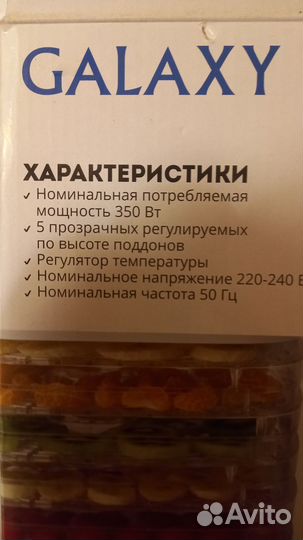 GALAXY
ХАРАКТЕРИСТИКИ
✓ Номинальная потребляемая
мощность 350 Вт
✓ 5 прозрачных регулируемых
по высоте поддонов
✓ Регулятор температуры
✓ Номинальное напряжение 220-240 В
✓ Номинальная частота 50 Гц
Avito